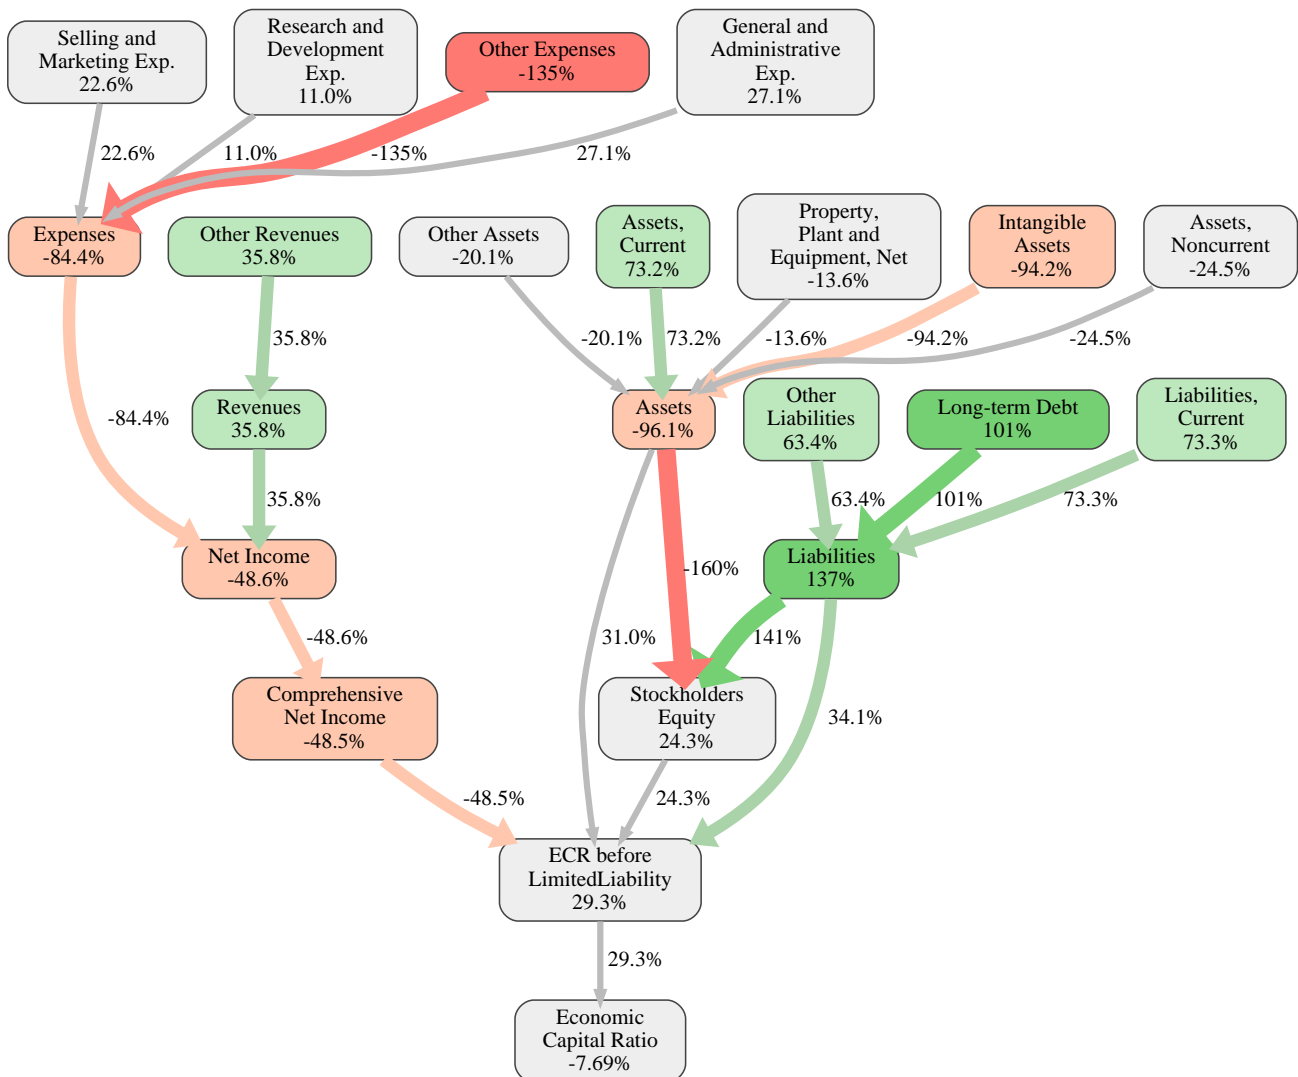 Selling and
Marketing Exp.
22.6%
Research and
Development
Exp.
11.0%
Other Expenses
-135%
General and
Administrative
Exp.
27.1%
22.6%
11.0%
-135%
27.1%
Expenses
-84.4%
Other Revenues
35.8%
Other Assets
-20.1%
Assets,
Current
73.2%
Property,
Plant and
Equipment, Net
-13.6%
Intangible
Assets
-94.2%
Assets,
Noncurrent
-24.5%
35.8%
-20.1%
73.2%
-13.6%
-94.2%
-24.5%
-84.4%
Revenues
35.8%
Assets
-96.1%
Other
Liabilities
63.4%
Long-term Debt
101%
Liabilities,
Current
73.3%
35.8%
63.4%
101%
73.3%
Net Income
-48.6%
-160%
Liabilities
137%
-48.6%
31.0%
141%
Comprehensive
Net Income
-48.5%
Stockholders
Equity
24.3%
34.1%
-48.5%
24.3%
ECR before
LimitedLiability
29.3%
29.3%
Economic
Capital Ratio
-7.69%